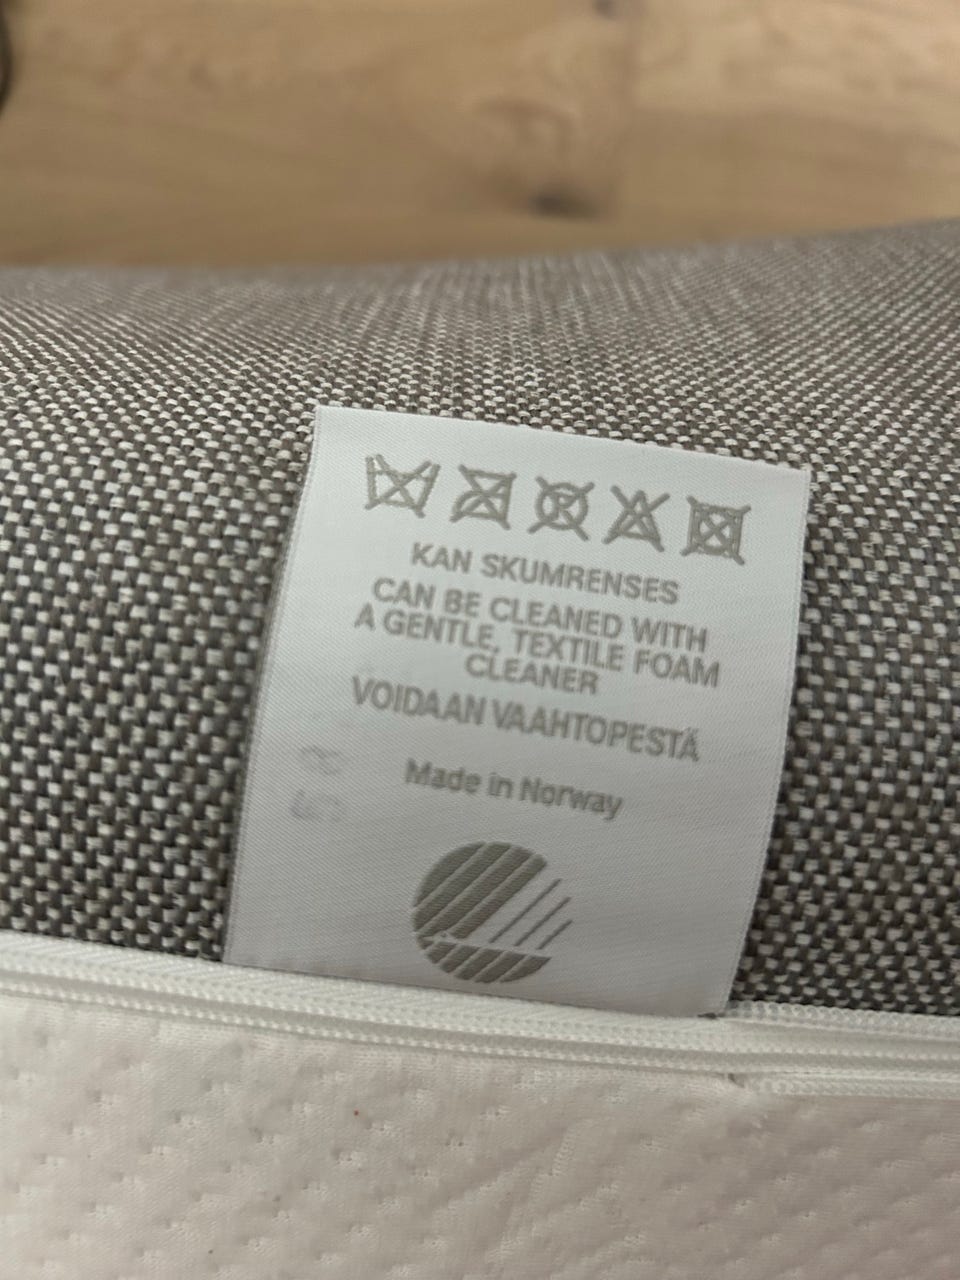 KAN SKUMRENSES
CAN BE CLEANED WITH
A GENTLE, TEXTILE FOAM
CLEANER
VOIDAAN VAAHTOPESTÄ
Made in Norway